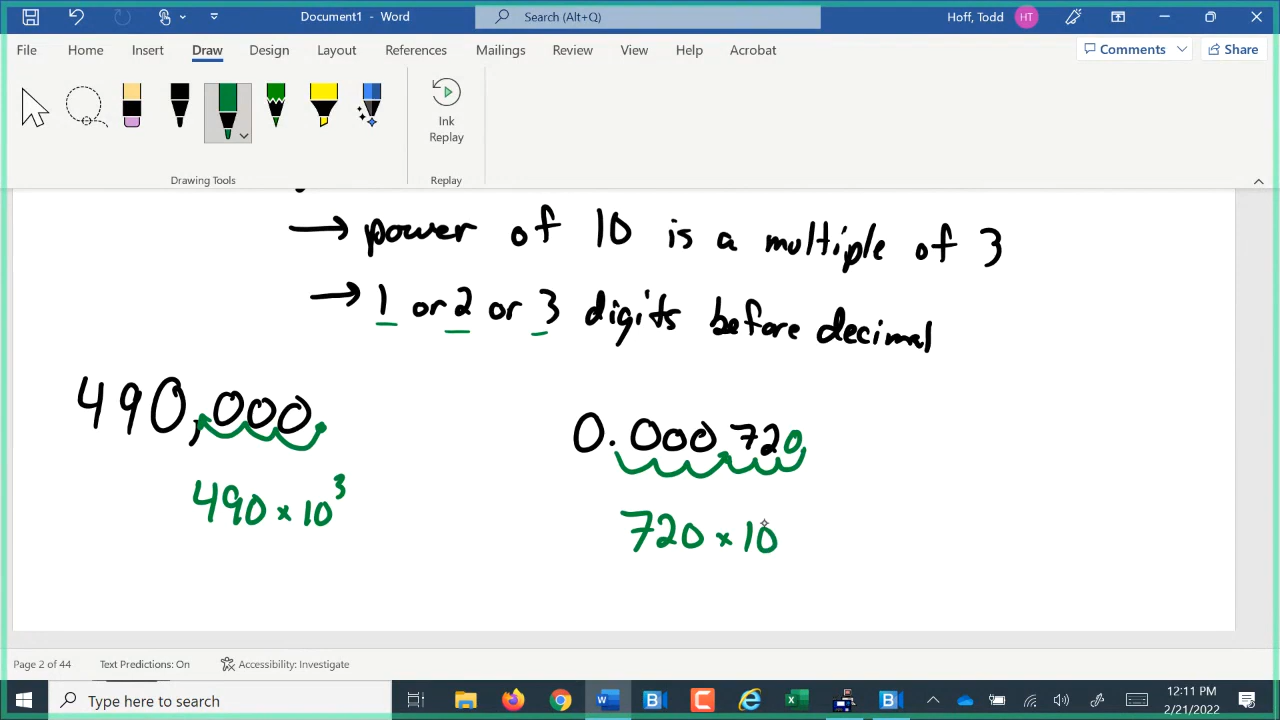 Document1 - Word
Search (Alt+Q)
Hoff, Todd
HT
File Home Insert Draw Design Layout References Mailings Review View Help Acrobat
Comments
Share
Ink
Replay
Drawing Tools
Replay
→ power of 10 is a multiple of 3
→ 1 or 2 or 3 digits before decimal
490,000
0.000720
490 × 10³
720 × 10
Page 2 of 44
Text Predictions: On
Accessibility: Investigate
Type here to search
12:11 PM
2/21/2022